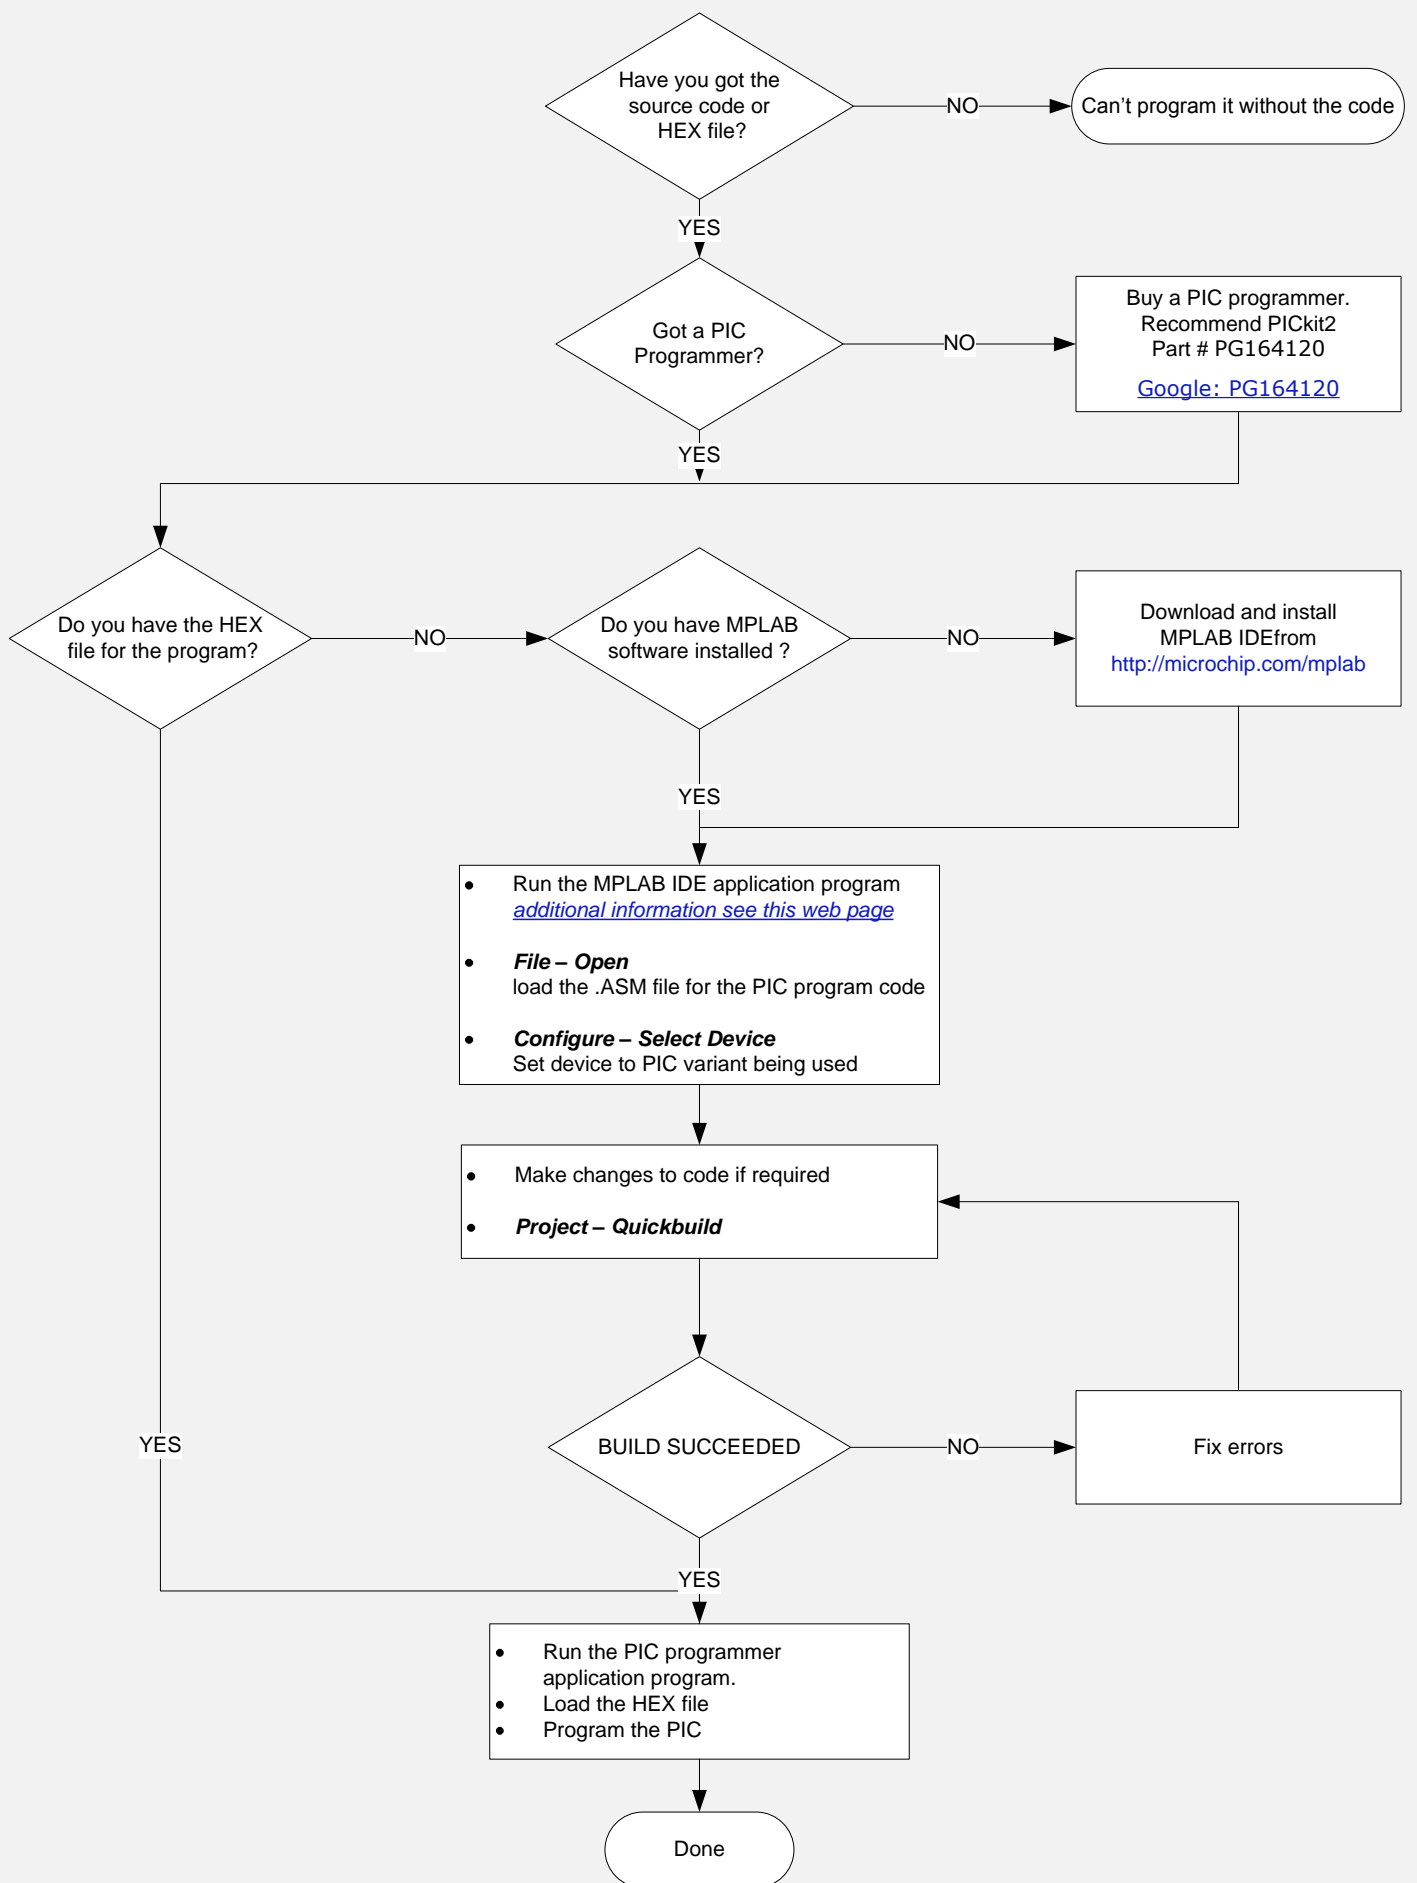 Have you got the
source code or
HEX file?
NO
Can't program it without the code
YES
Got a PIC
Programmer?
NO
Buy a PIC programmer.
Recommend PICkit2
Part # PG164120
Google: PG164120
YES
Do you have the HEX
file for the program?
NO
Do you have MPLAB
software installed ?
NO
Download and install
MPLAB IDEfrom
http://microchip.com/mplab
YES
• Run the MPLAB IDE application program
additional information see this web page
• File – Open
load the .ASM file for the PIC program code
• Configure – Select Device
Set device to PIC variant being used
• Make changes to code if required
• Project – Quickbuild
YES
BUILD SUCCEEDED
NO
Fix errors
YES
• Run the PIC programmer
application program.
• Load the HEX file
• Program the PIC
Done